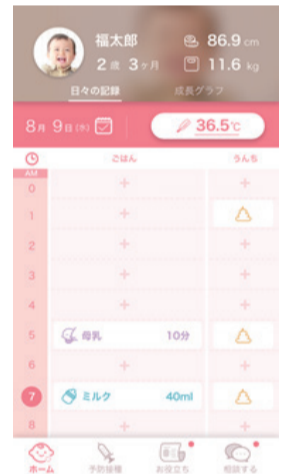 福太郎 86.9 cm
2 歳 3 ヶ月 11.6 kg
日々の記録 成長グラフ
8月 9日(水) 36.5℃
ごはん うんち
AM
0 + +
1 +
2 + +
3 + +
4 + +
5 母乳 10分
6 + +
7 ミルク 40ml
8 + +
ホーム 予防接種 お役立ち 相談する